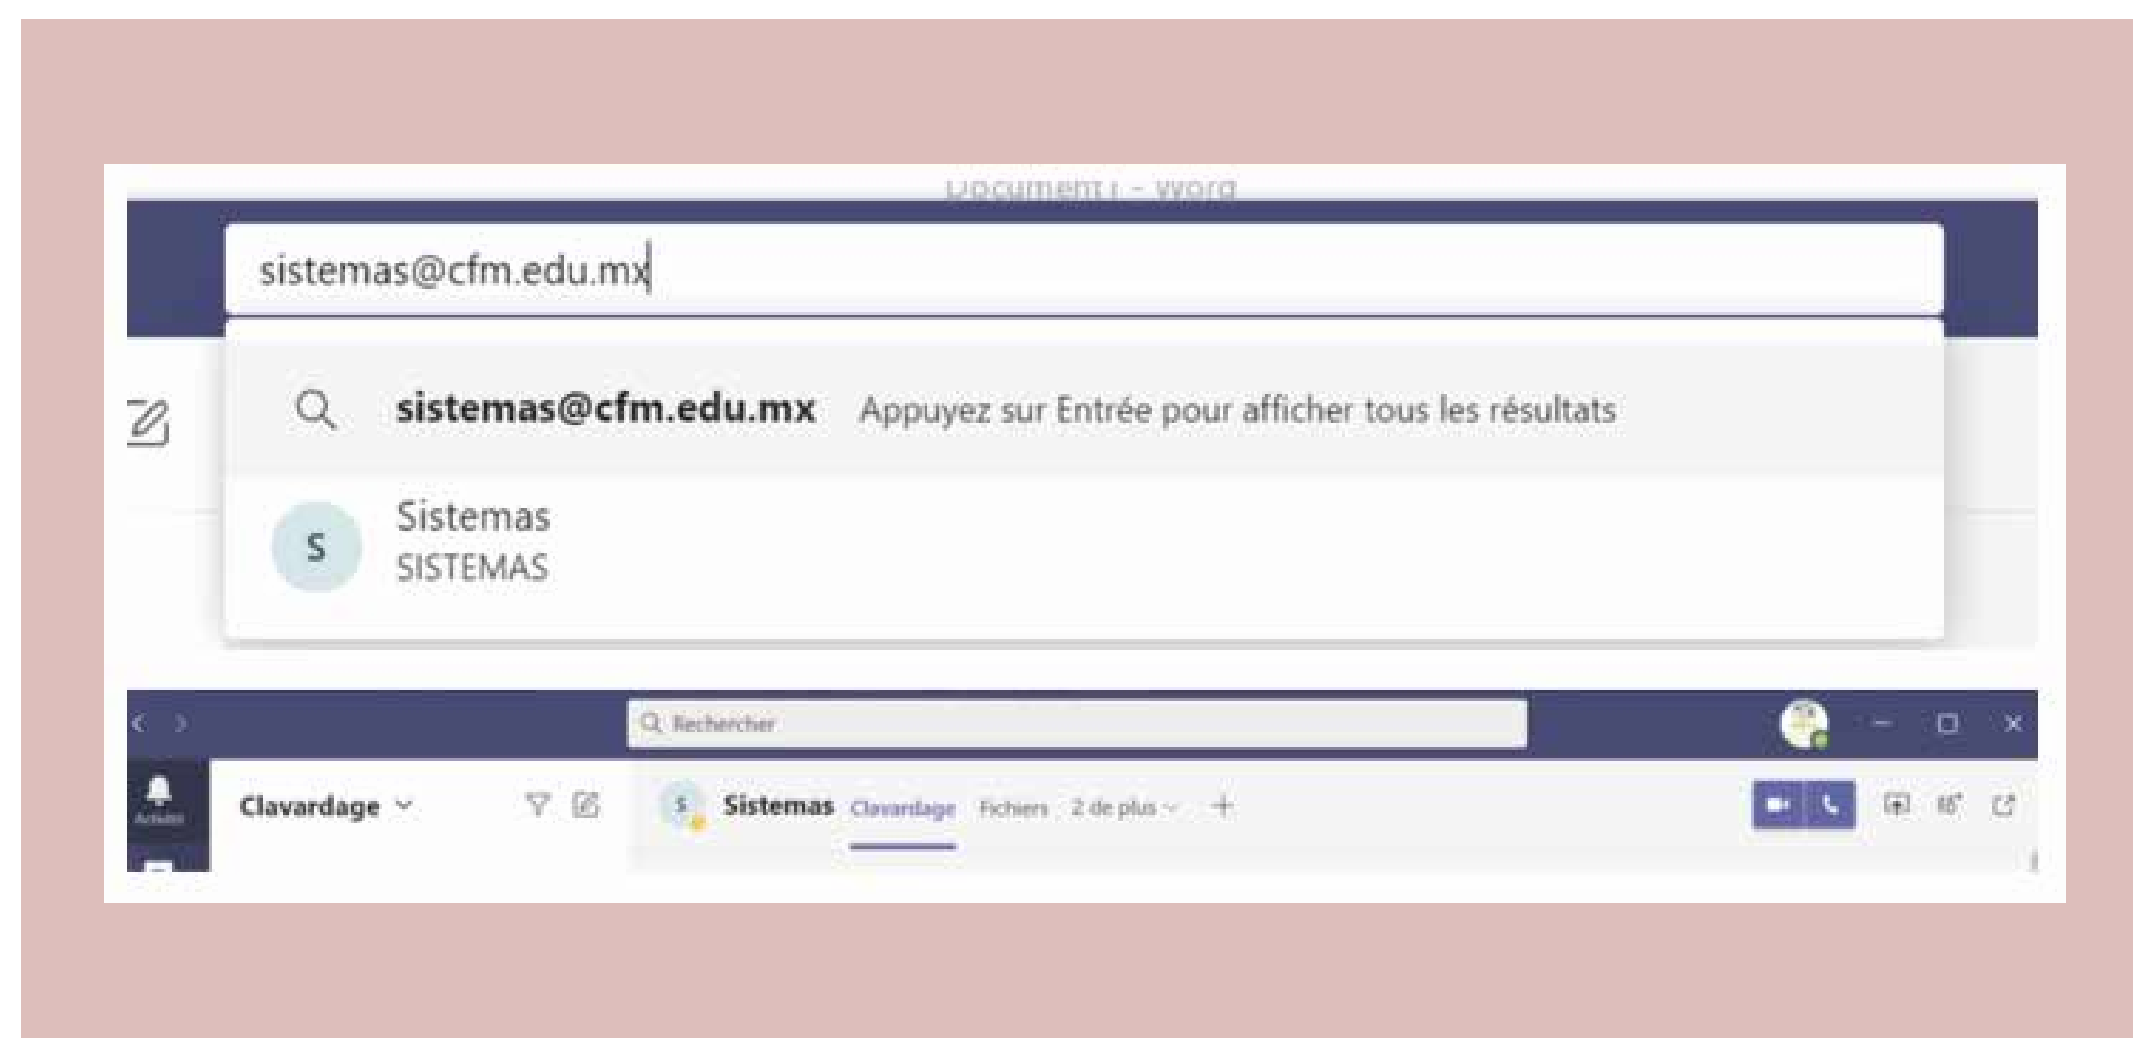 Document1 - Word
sistemas@cfm.edu.mx
sistemas@cfm.edu.mx Appuyez sur Entrée pour afficher tous les résultats
S
Sistemas
SISTEMAS
Rechercher
Activité
Clavardage
S
Sistemas Clavardage Fichiers 2 de plus